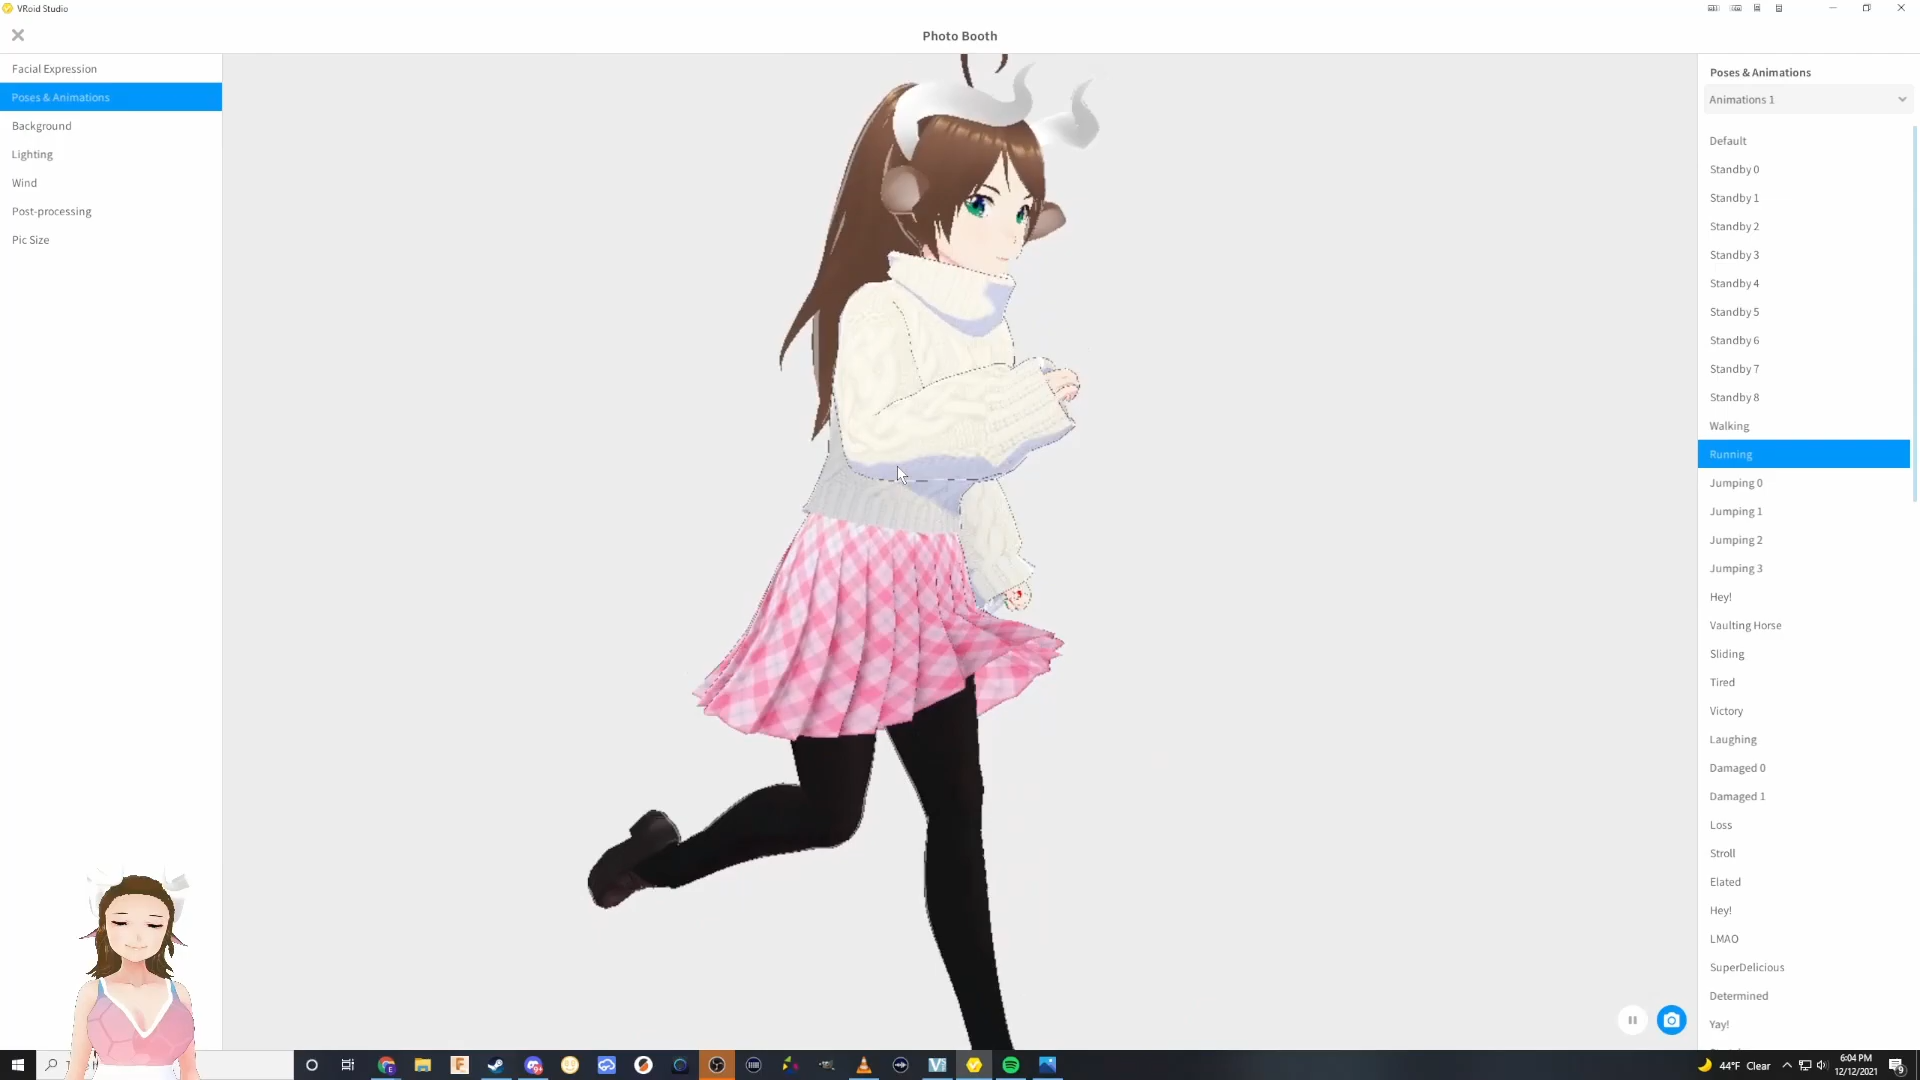 VRoid Studio
Photo Booth
Facial Expression
Poses & Animations
Background
Lighting
Wind
Post-processing
Pic Size
Poses & Animations
Animations 1
Default
Standby 0
Standby 1
Standby 2
Standby 3
Standby 4
Standby 5
Standby 6
Standby 7
Standby 8
Walking
Running
Jumping 0
Jumping 1
Jumping 2
Jumping 3
Hey!
Vaulting Horse
Sliding
Tired
Victory
Laughing
Damaged 0
Damaged 1
Loss
Stroll
Elated
Hey!
LMAO
SuperDelicious
Determined
Yay!
44°F Clear
6:04 PM
12/12/2021